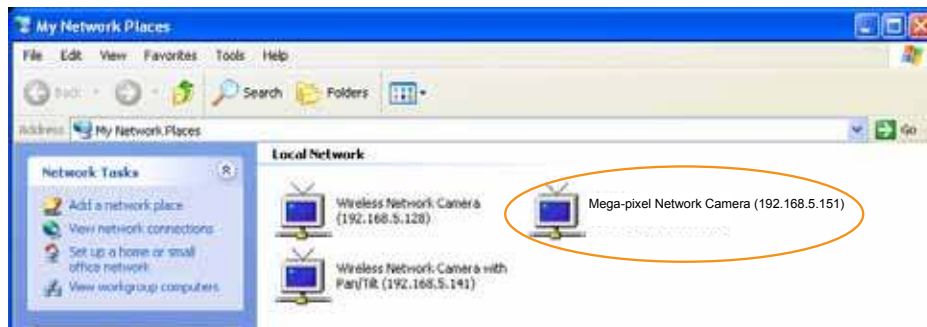 My Network Places
File Edit View Favorites Tools Help
Back Search Folders
Address My Network Places Go
Network Tasks
Add a network place
View network connections
Set up a home or small
office network
View workgroup computers
Local Network
Wireless Network Camera
(192.168.5.128)
Mega-pixel Network Camera (192.168.5.151)
Wireless Network Camera with
Pan/Tilt (192.168.5.141)